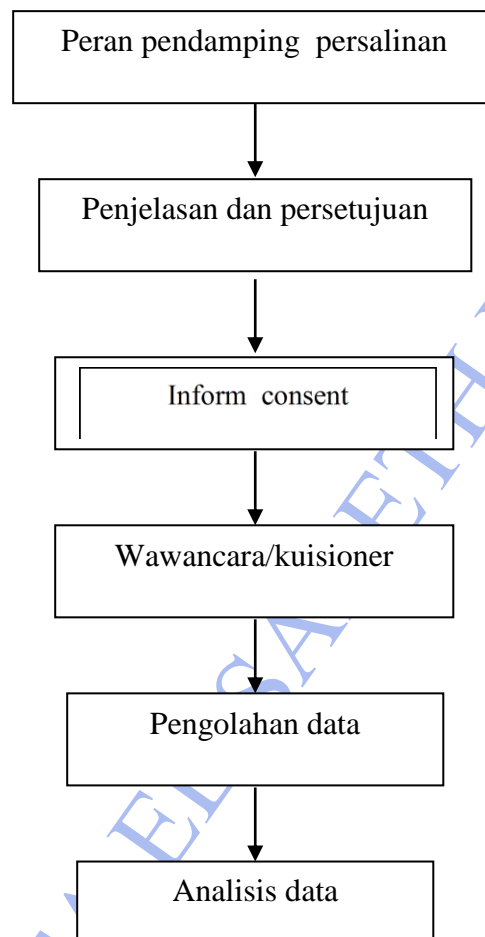 Peran pendamping persalinan
Penjelasan dan persetujuan
Inform consent
Wawancara/kuisioner
Pengolahan data
Analisis data